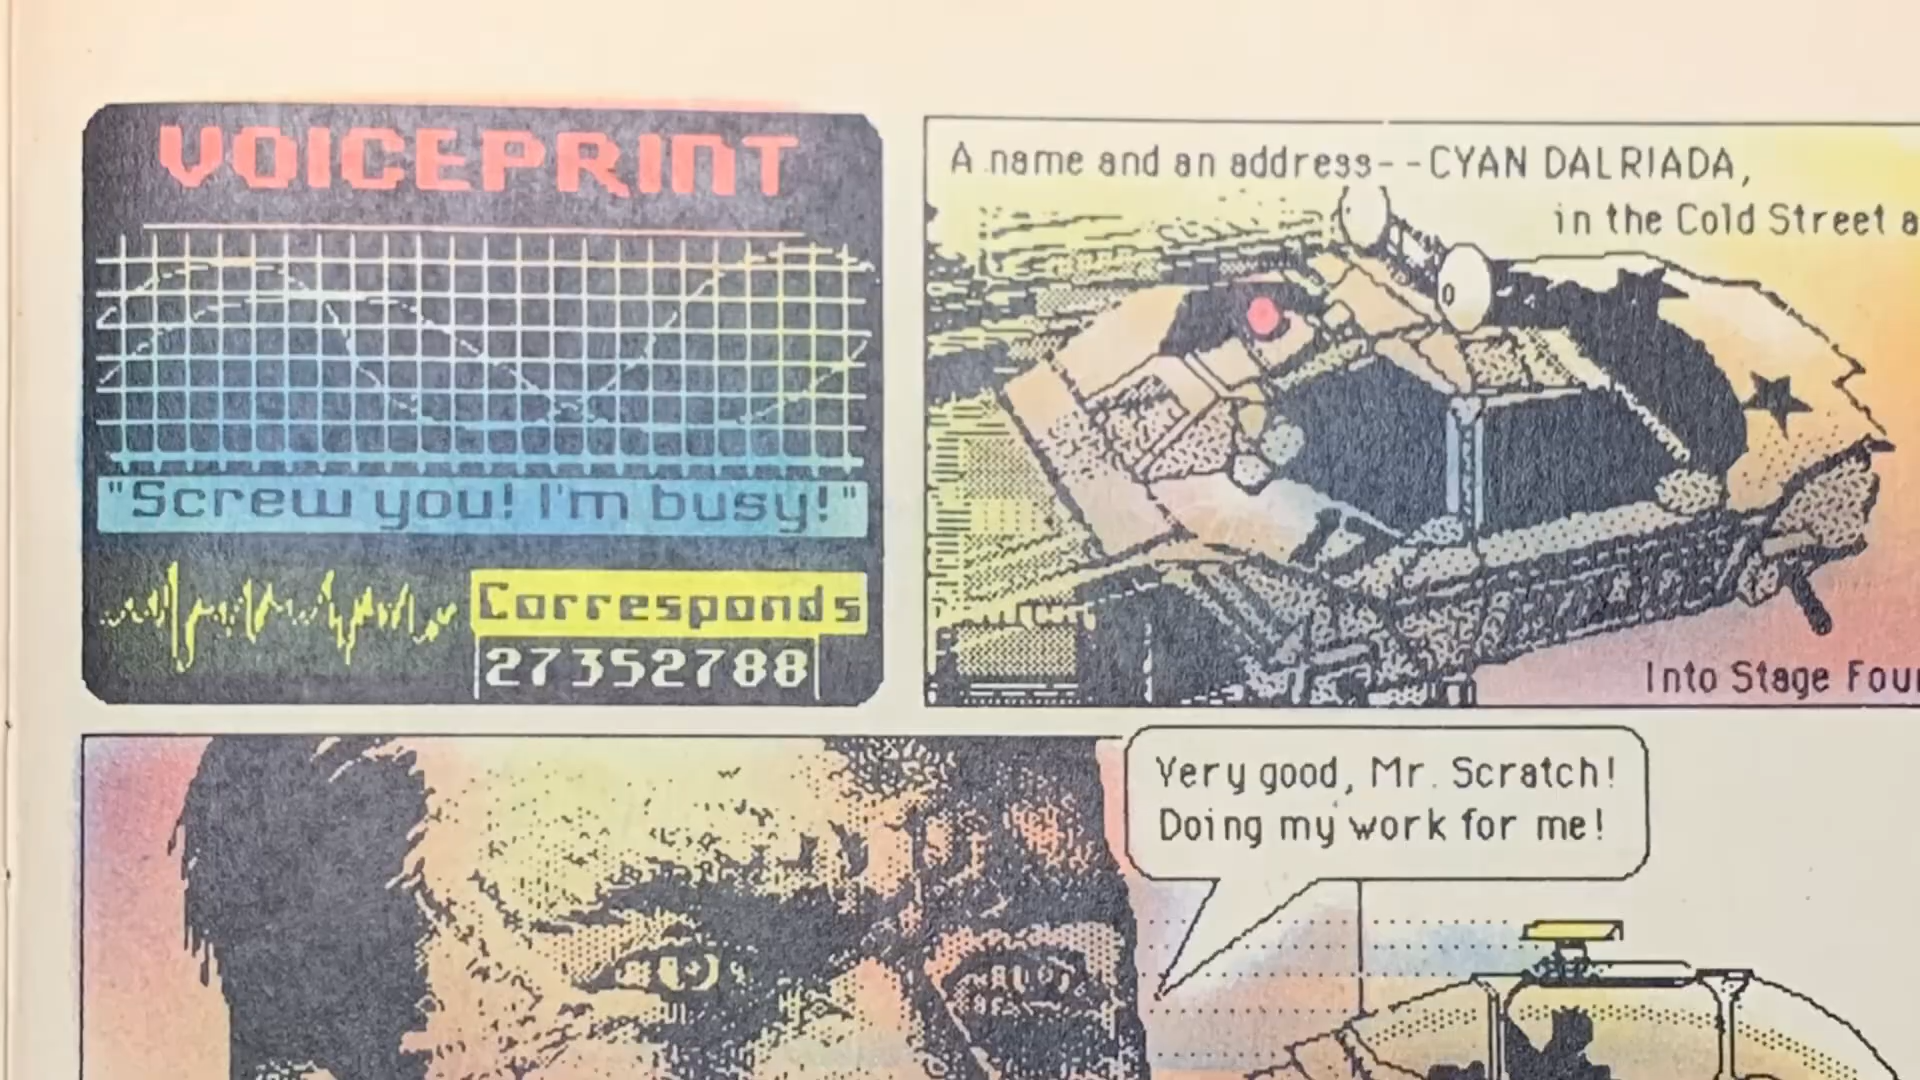 VOICEPRINT
"Screw you! I'm busy!"
Corresponds
27352788
A name and an address--CYAN DALRIADA,
in the Cold Street a
Into Stage Four
Very good, Mr. Scratch!
Doing my work for me!